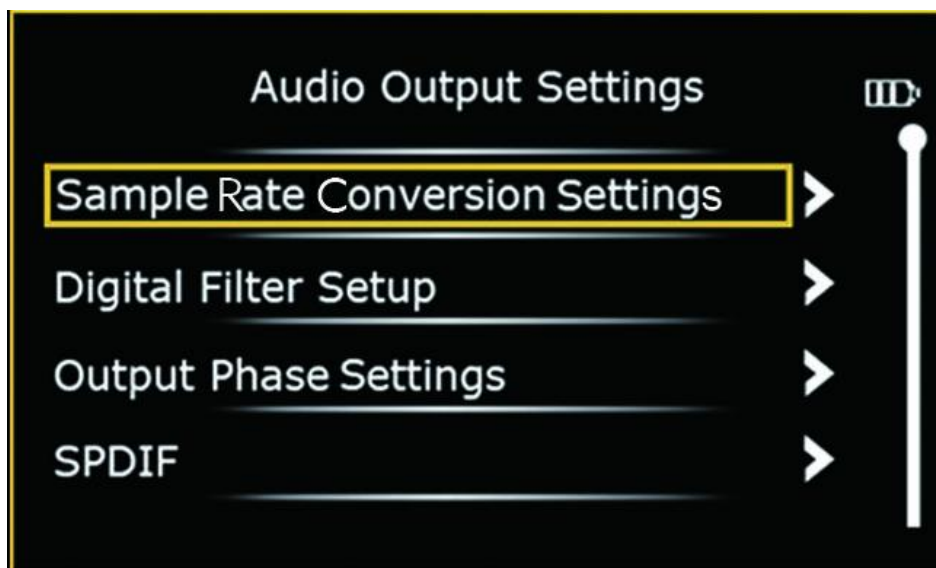 Audio Output Settings
Sample Rate Conversion Settings
Digital Filter Setup
Output Phase Settings
SPDIF